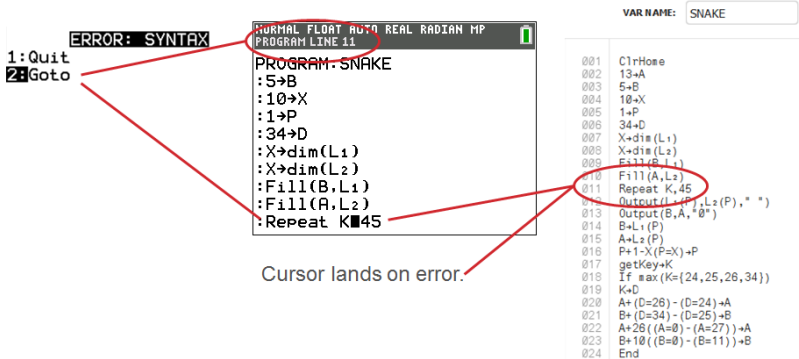 ERROR: SYNTAX
1:Quit
2:Goto
NORMAL FLOAT AUTO REAL RADIAN MP
PROGRAM LINE 11
PROGRAM:SNAKE
:5→B
:10→X
:1→P
:34→D
:X→dim(L₁)
:X→dim(L₂)
:Fill(B,L₁)
:Fill(A,L₂)
:Repeat K■45
Cursor lands on error.
VAR NAME: SNAKE
001 ClrHome
002 13→A
003 5→B
004 10→X
005 1→P
006 34→D
007 X→dim(L₁)
008 X→dim(L₂)
009 Fill(B,L₁)
010 Fill(A,L₂)
011 Repeat K,45
012 Output(L₁(P),L₂(P)," ")
013 Output(B,A,"0")
014 B→L₁(P)
015 A→L₂(P)
016 P+1-X(P=X)→P
017 getKey→K
018 If max(K={24,25,26,34})
019 K→D
020 A+(D=26)-(D=24)→A
021 B+(D=34)-(D=25)→B
022 A+26((A=0)-(A=27))→A
023 B+10((B=0)-(B=11))→B
024 End